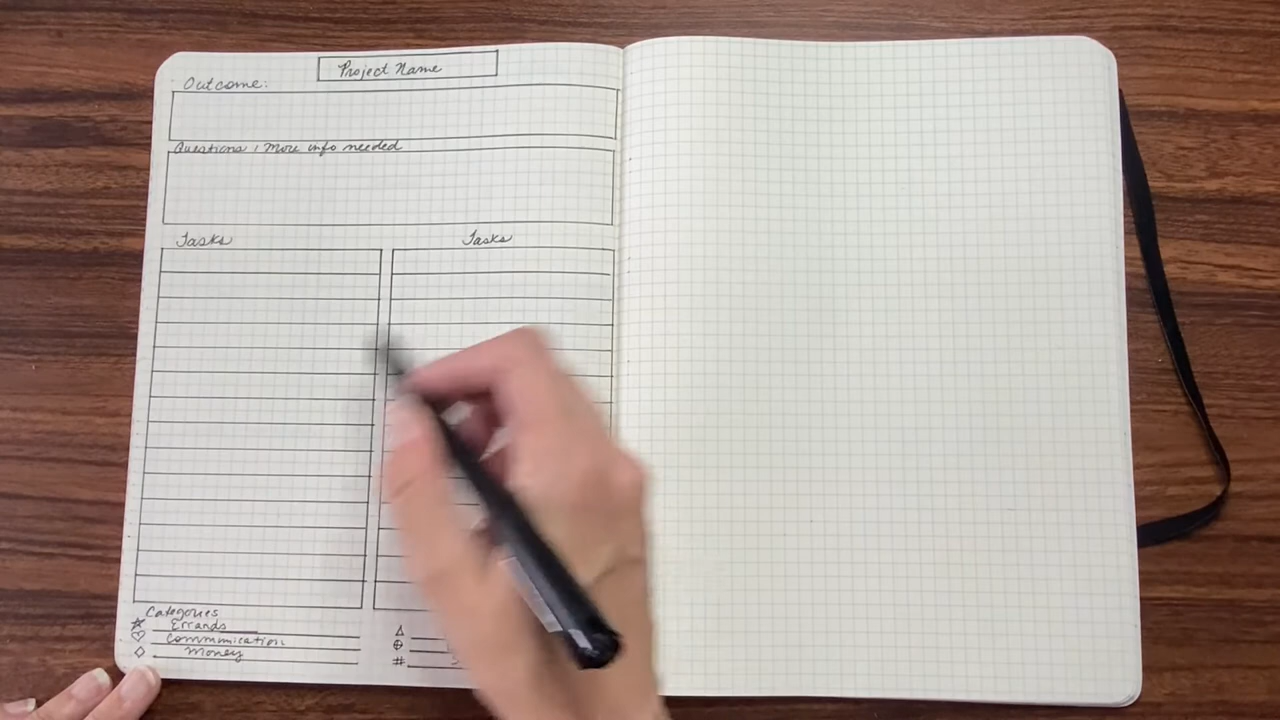 Project Name
Outcome:
Questions / More info needed
Tasks
Tasks
Categories
Errands
Communication
Money
#